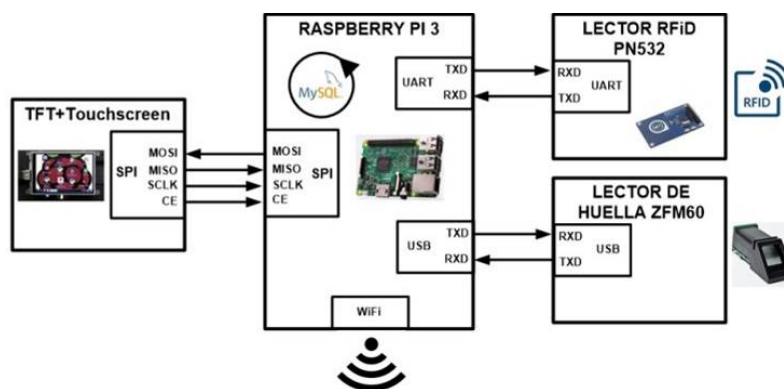 RASPBERRY PI 3
MySQL
UART
TXD
RXD
LECTOR RFiD
PN532
RXD
TXD
UART
RFID
TFT+Touchscreen
SPI
MOSI
MISO
SCLK
CE
MOSI
MISO
SCLK
CE
SPI
USB
TXD
RXD
LECTOR DE
HUELLA ZFM60
RXD
TXD
USB
WiFi